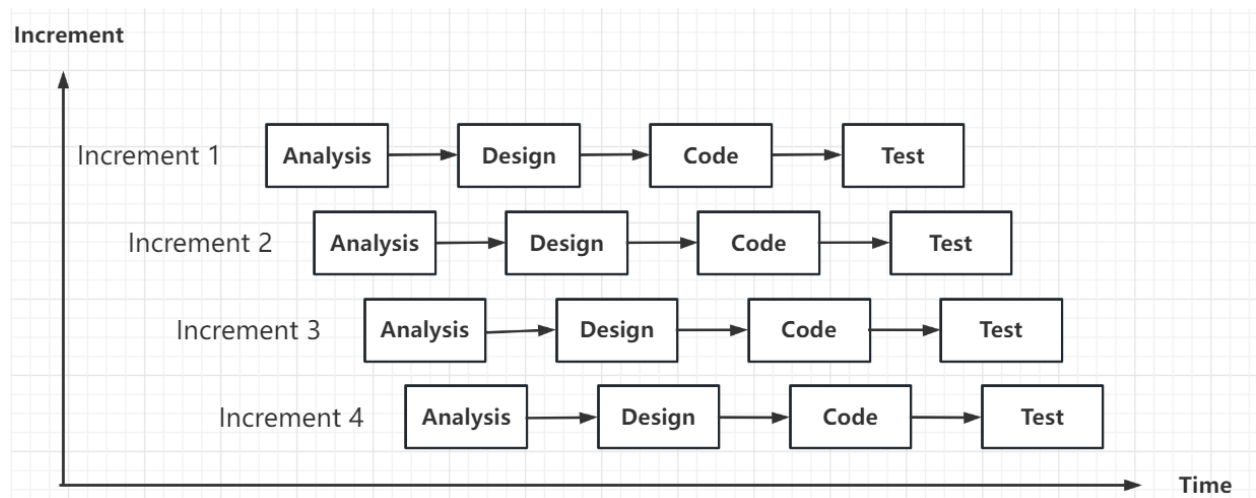 Increment
Increment 1 Analysis Design Code Test
Increment 2 Analysis Design Code Test
Increment 3 Analysis Design Code Test
Increment 4 Analysis Design Code Test
Time